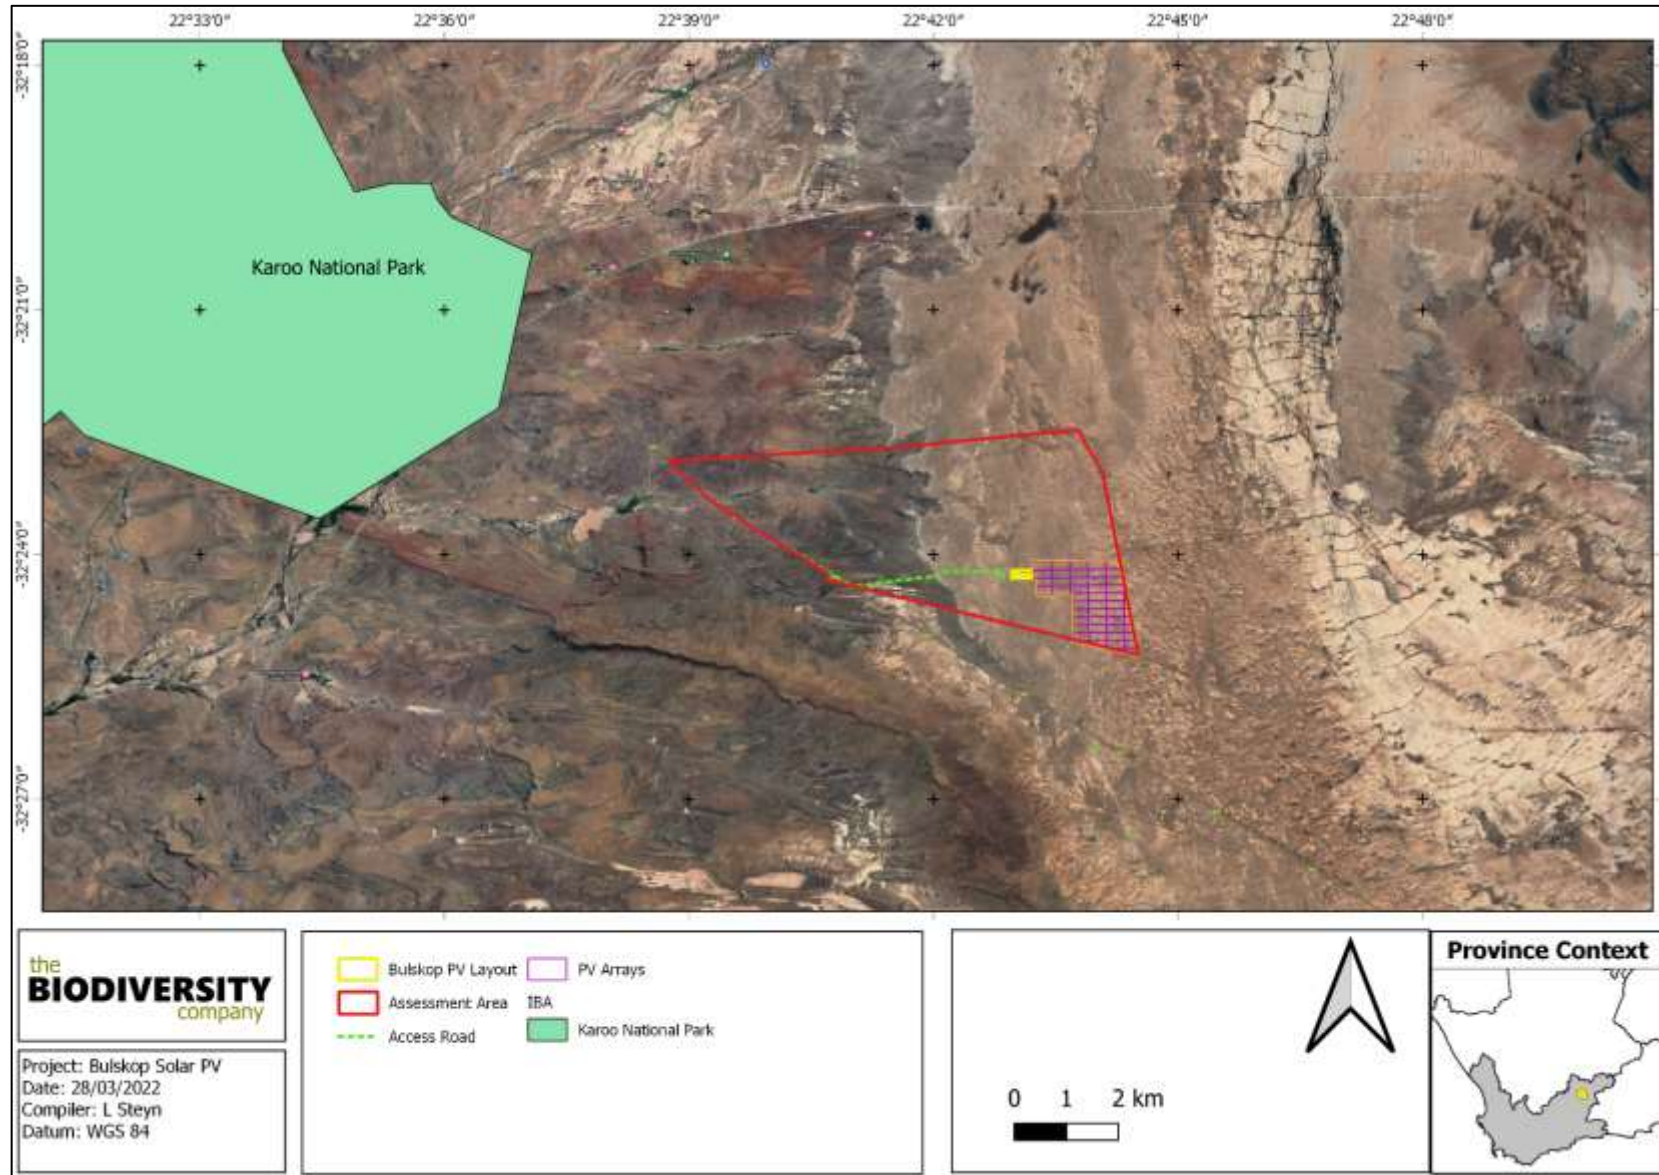 22°33'0" 22°36'0" 22°39'0" 22°42'0" 22°45'0" 22°48'0"
-32°18'0"
-32°21'0"
-32°24'0"
-32°27'0"
Karoo National Park
the
BIODIVERSITY
company
Project: Bulskop Solar PV
Date: 28/03/2022
Compiler: L Steyn
Datum: WGS 84
Bulskop PV Layout
Assessment Area
Access Road
PV Arrays
IBA
Karoo National Park
0 1 2 km
Province Context